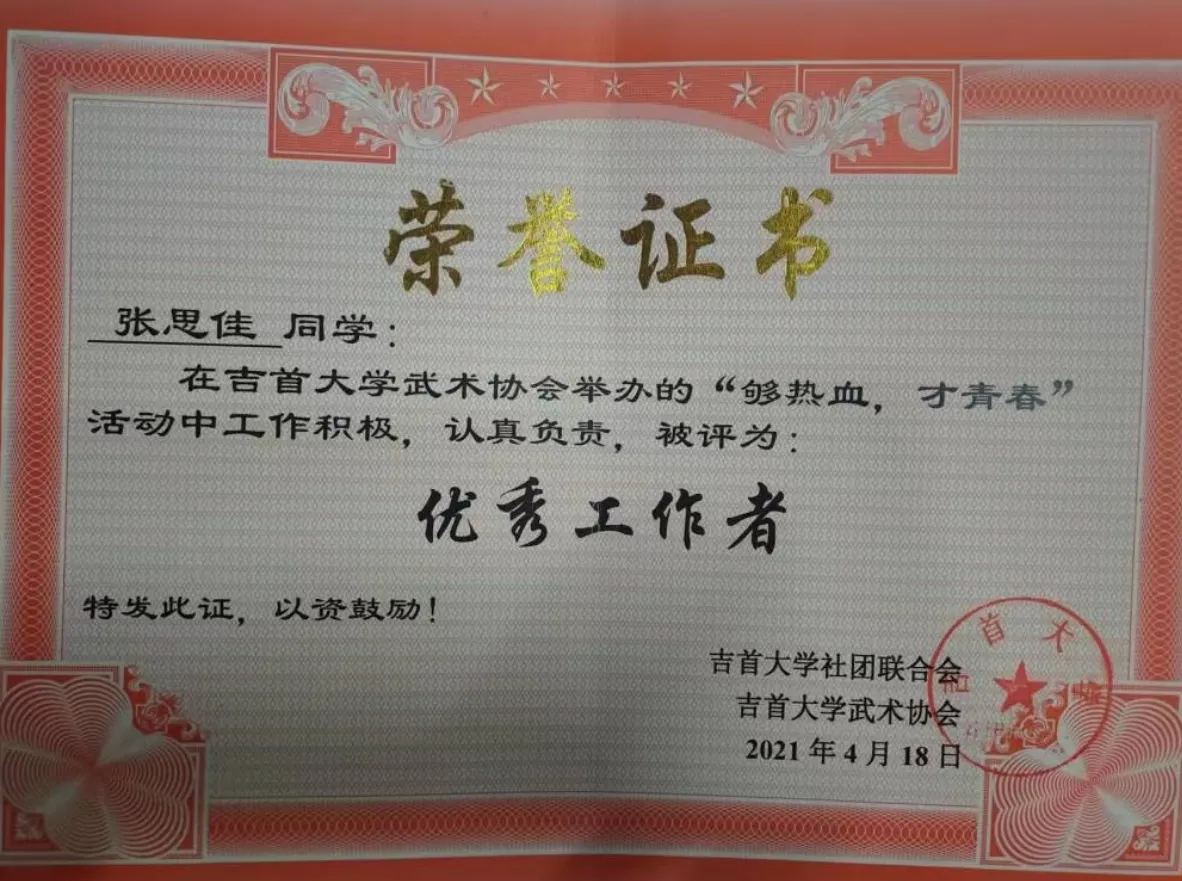 荣誉证书
张思佳 同学：
在吉首大学武术协会举办的“够热血，才青春”
活动中工作积极，认真负责，被评为：
优秀工作者
特发此证，以资鼓励！
吉首大学社团联合会
吉首大学武术协会
2021年4月18日
吉首大学